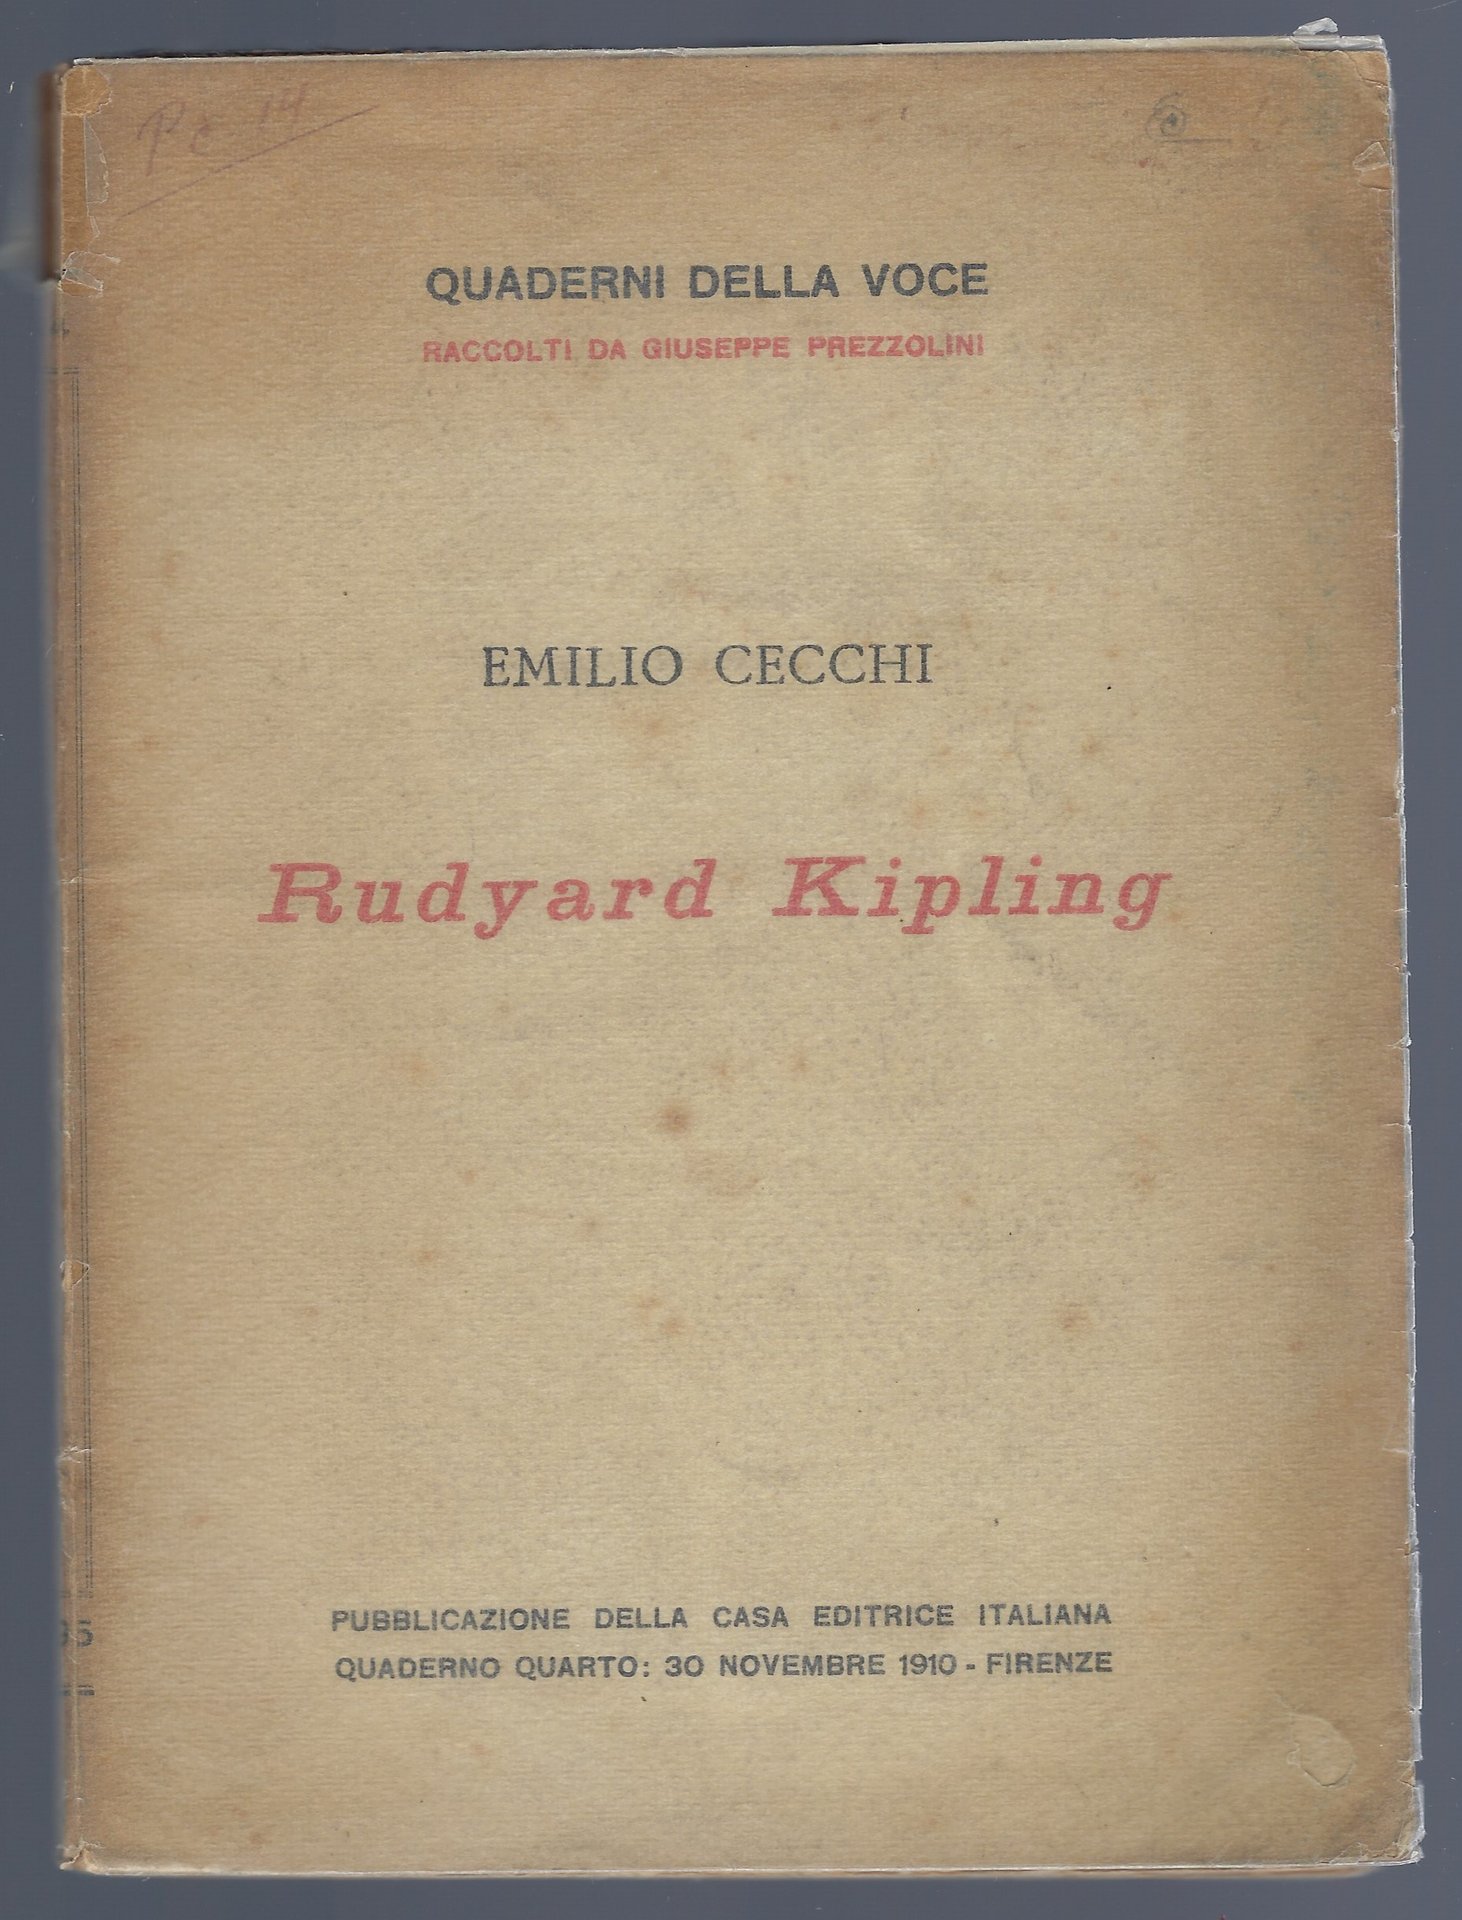 QUADERNI DELLA VOCE
RACCOLTI DA GIUSEPPE PREZZOLINI
EMILIO CECCHI
Rudyard Kipling
PUBBLICAZIONE DELLA CASA EDITRICE ITALIANA
QUADERNO QUARTO: 30 NOVEMBRE 1910 - FIRENZE